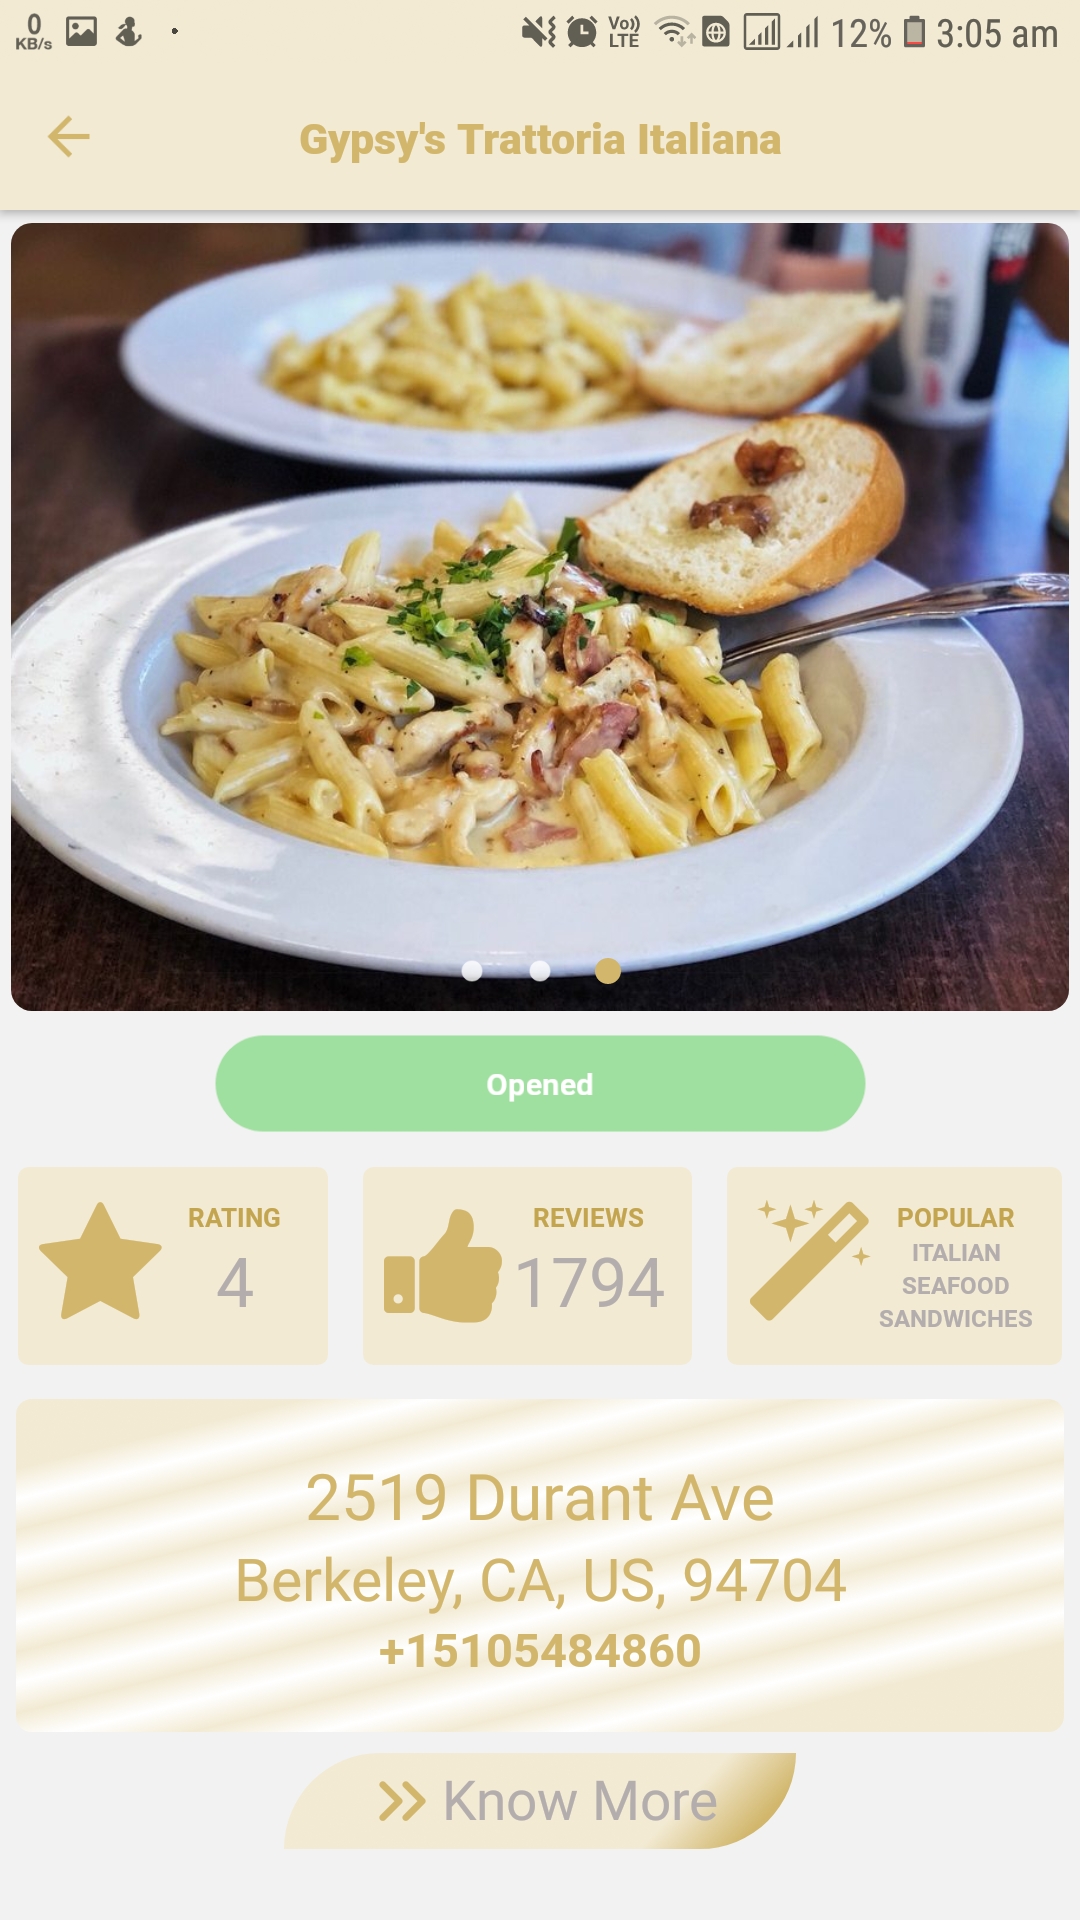 0
KB/s
Vo))
LTE
12%
3:05 am
Gypsy's Trattoria Italiana
Opened
RATING
4
REVIEWS
1794
POPULAR
ITALIAN
SEAFOOD
SANDWICHES
2519 Durant Ave
Berkeley, CA, US, 94704
+15105484860
Know More